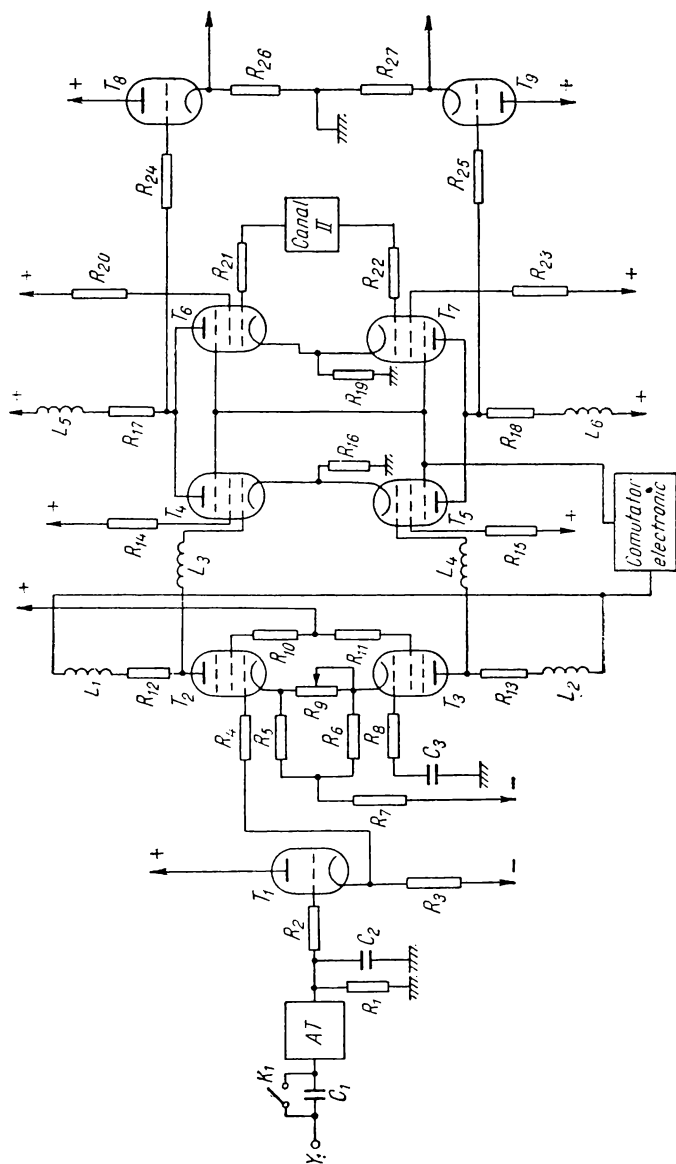 Y:
K₁
C₁
AT
R₁
C₂
R₂
T₁
+
R₃
−
R₄
L₁
R₁₂
T₂
R₅
R₉
R₆
R₇
−
R₈
C₃
R₁₀
R₁₁
+
T₃
R₁₃
L₂
L₃
L₄
+
R₁₄
T₄
R₁₆
T₅
R₁₅
+
Comutator
electronic
+
L₅
R₁₇
T₆
R₁₉
T₇
R₁₈
L₆
+
+
R₂₀
R₂₁
Canal
II
R₂₂
R₂₃
+
R₂₄
R₂₅
+
T₈
R₂₆
R₂₇
T₉
+